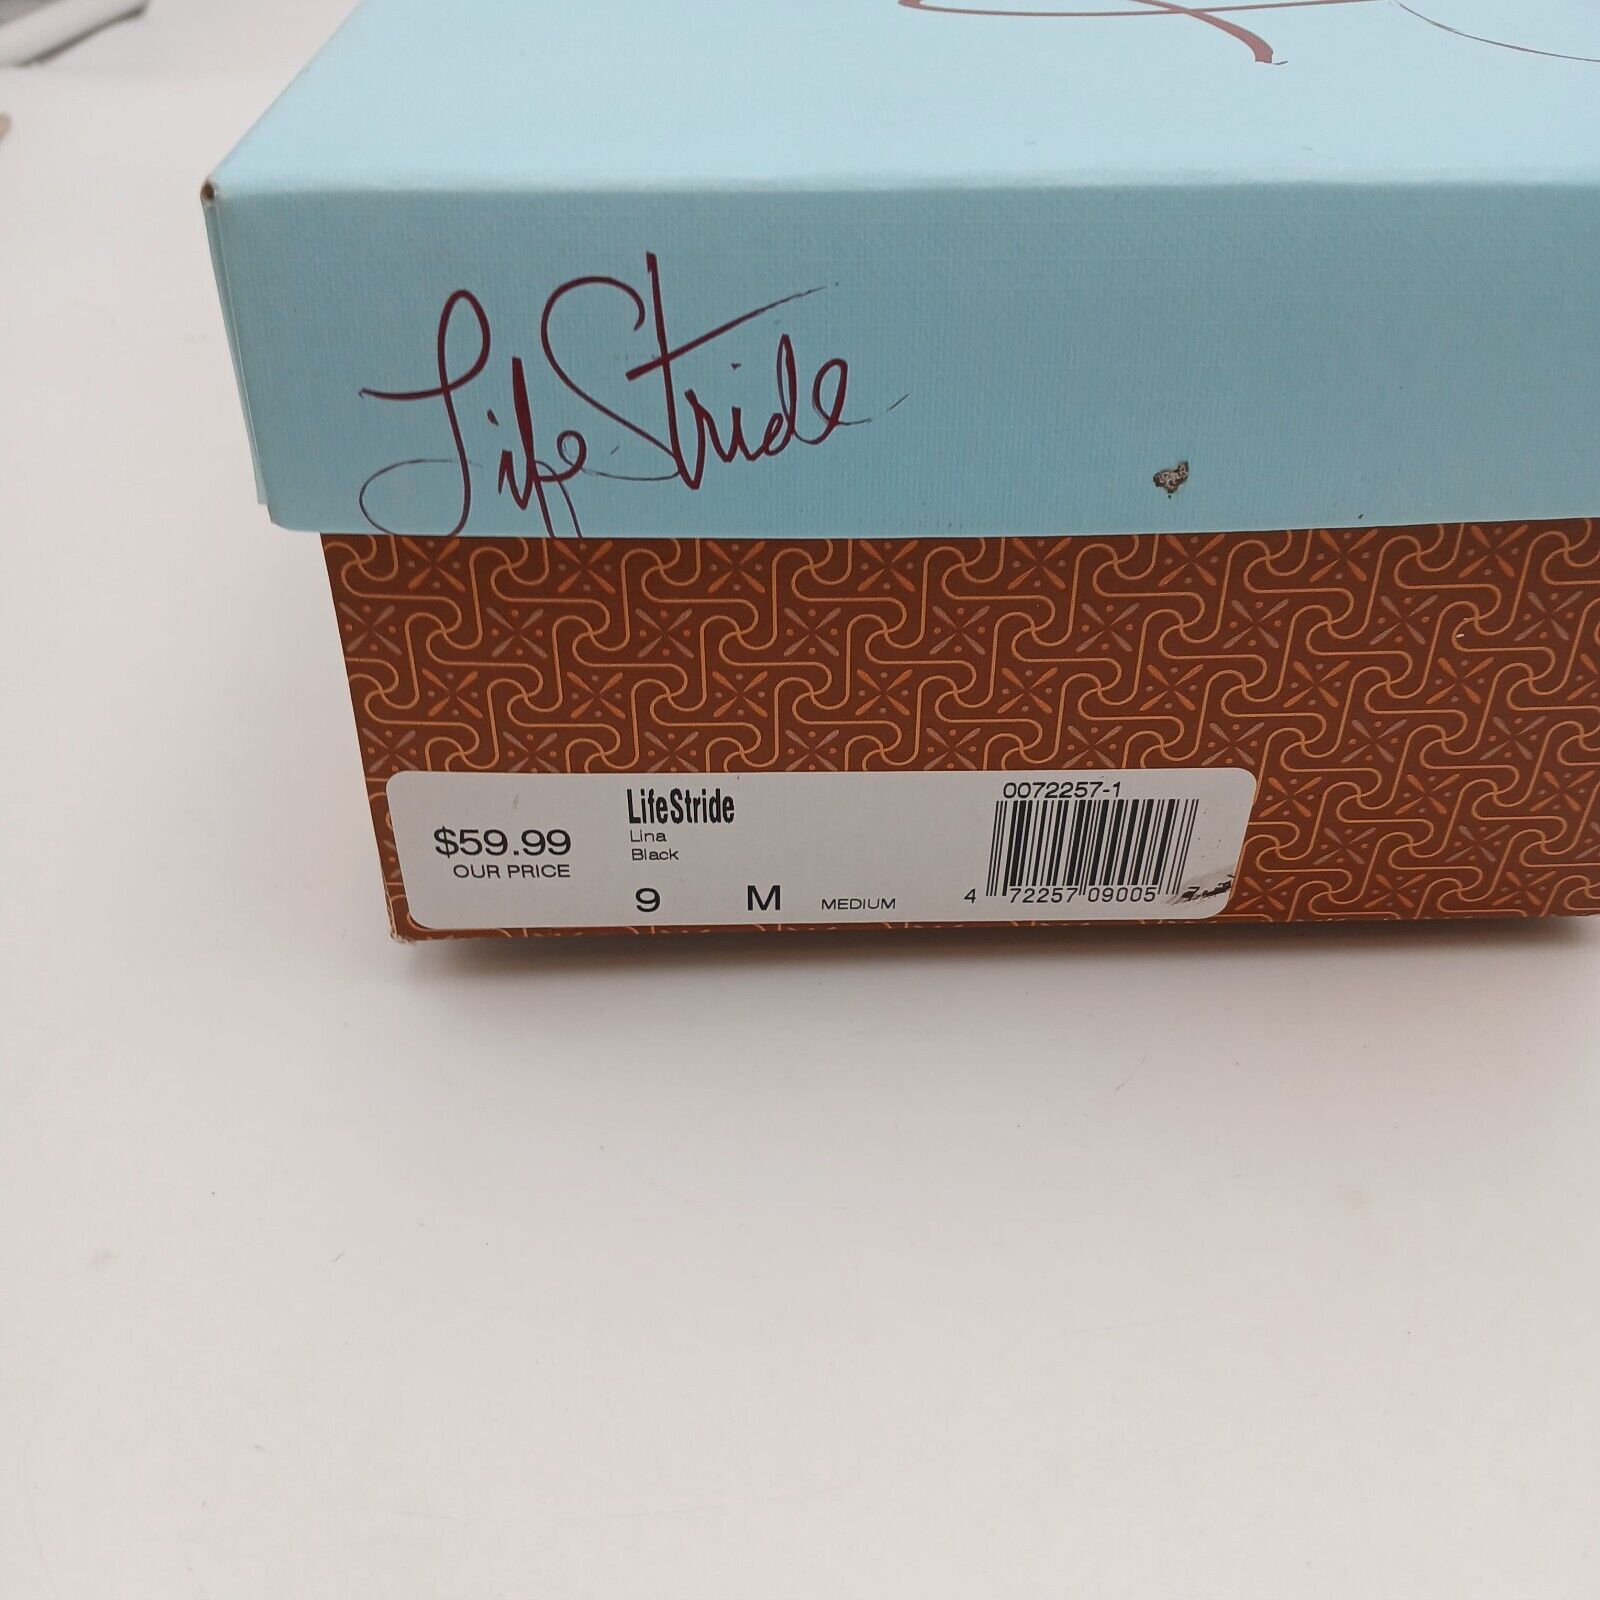 LifeStride
$59.99
OUR PRICE
LifeStride
Lina
Black
9 M MEDIUM
0072257-1
4 72257 09005